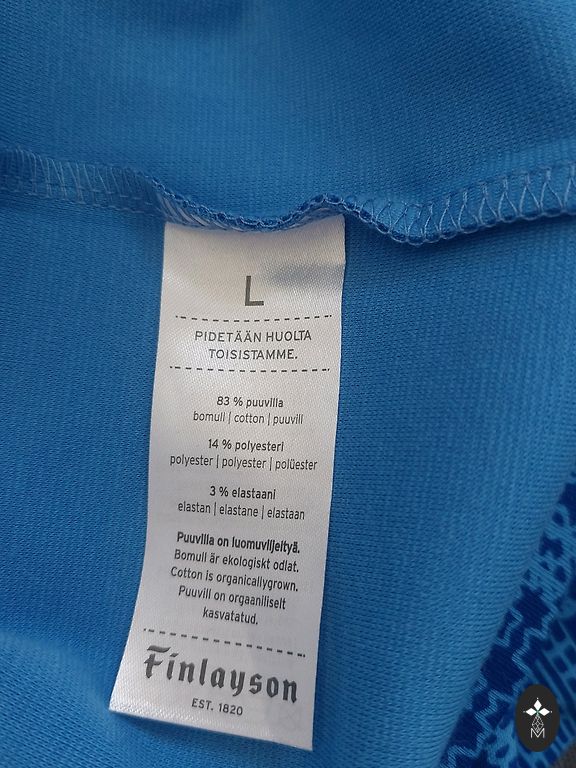 L
PIDETÄÄN HUOLTA
TOISISTAMME.
83 % puuvilla
bomull | cotton | puuvill
14 % polyesteri
polyester | polyester | polüester
3 % elastaani
elastan | elastane | elastaan
Puuvilla on luomuviljeltyä.
Bomull är ekologiskt odlat.
Cotton is organicallygrown.
Puuvill on orgaaniliselt
kasvatatud.
Finlayson
EST. 1820
M